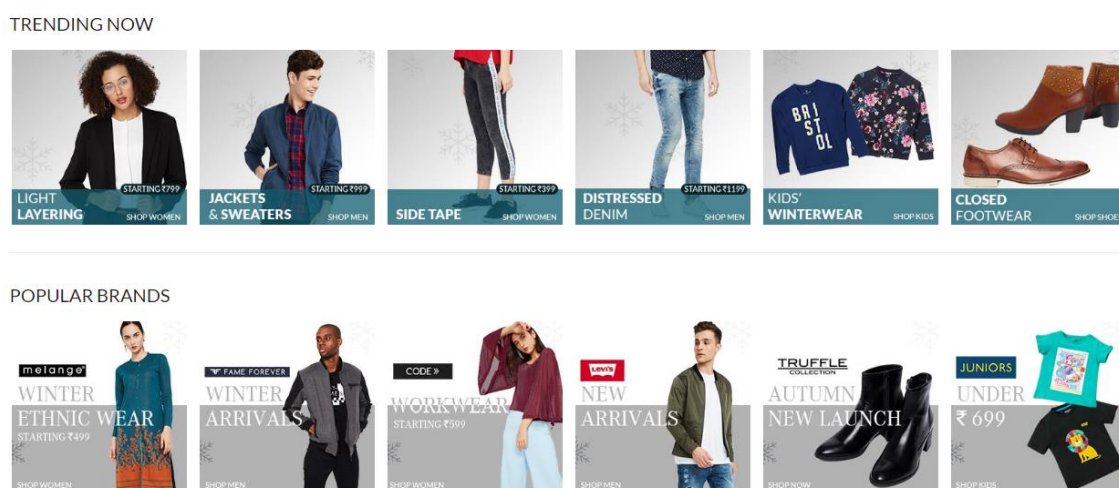 TRENDING NOW
LIGHT
LAYERING
STARTING ₹799
SHOP WOMEN
JACKETS
& SWEATERS
STARTING ₹999
SHOP MEN
SIDE TAPE
STARTING ₹399
SHOP WOMEN
DISTRESSED
DENIM
STARTING ₹1199
SHOP MEN
BRI
ST
OL
KIDS'
WINTERWEAR
SHOP KIDS
CLOSED
FOOTWEAR
SHOP SHOE
POPULAR BRANDS
melange
WINTER
ETHNIC WEAR
STARTING ₹499
SHOP WOMEN
FAME FOREVER
WINTER
ARRIVALS
SHOP MEN
CODE »
WORKWEAR
STARTING ₹599
SHOP WOMEN
Levi's
NEW
ARRIVALS
SHOP MEN
TRUFFLE
COLLECTION
AUTUMN
NEW LAUNCH
SHOP NOW
JUNIORS
UNDER
₹ 699
SHOP KIDS